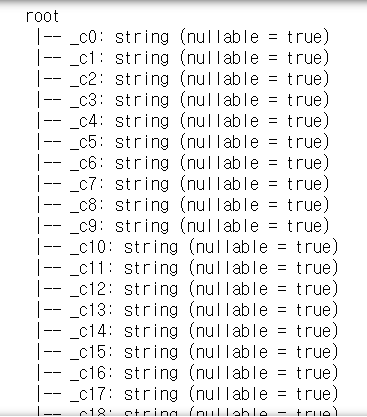 root
|-- _c0: string (nullable = true)
|-- _c1: string (nullable = true)
|-- _c2: string (nullable = true)
|-- _c3: string (nullable = true)
|-- _c4: string (nullable = true)
|-- _c5: string (nullable = true)
|-- _c6: string (nullable = true)
|-- _c7: string (nullable = true)
|-- _c8: string (nullable = true)
|-- _c9: string (nullable = true)
|-- _c10: string (nullable = true)
|-- _c11: string (nullable = true)
|-- _c12: string (nullable = true)
|-- _c13: string (nullable = true)
|-- _c14: string (nullable = true)
|-- _c15: string (nullable = true)
|-- _c16: string (nullable = true)
|-- _c17: string (nullable = true)
|-- _c18: string (nullable = true)